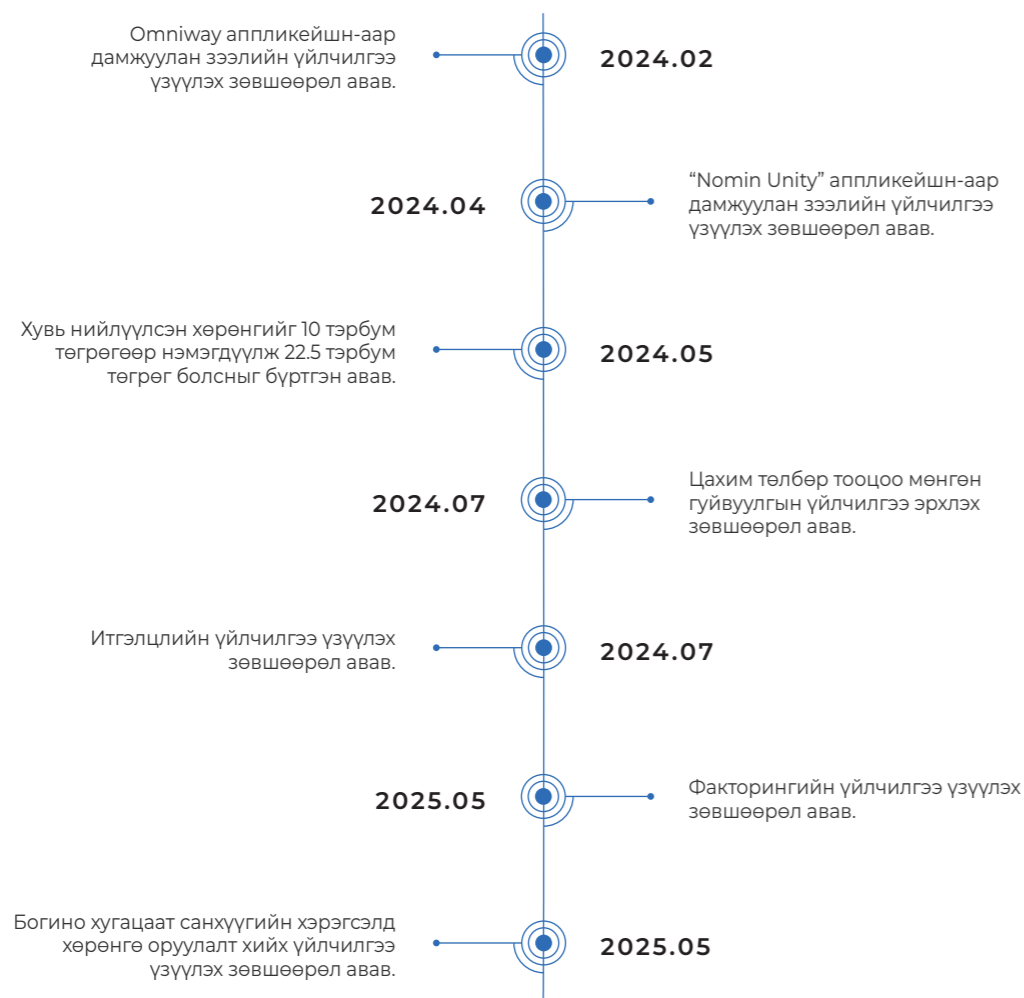 Omniway аппликейшн-аар
дамжуулан зээлийн үйлчилгээ
үзүүлэх зөвшөөрөл авав.
2024.02
2024.04
“Nomin Unity” аппликейшн-аар
дамжуулан зээлийн үйлчилгээ
үзүүлэх зөвшөөрөл авав.
Хувь нийлүүлсэн хөрөнгийг 10 тэрбум
төгрөгөөр нэмэгдүүлж 22.5 тэрбум
төгрөг болсныг бүртгэн авав.
2024.05
2024.07
Цахим төлбөр тооцоо мөнгөн
гуйвуулгын үйлчилгээ эрхлэх
зөвшөөрөл авав.
Итгэлцлийн үйлчилгээ үзүүлэх
зөвшөөрөл авав.
2024.07
2025.05
Факторингийн үйлчилгээ үзүүлэх
зөвшөөрөл авав.
Богино хугацаат санхүүгийн хэрэгсэлд
хөрөнгө оруулалт хийх үйлчилгээ
үзүүлэх зөвшөөрөл авав.
2025.05